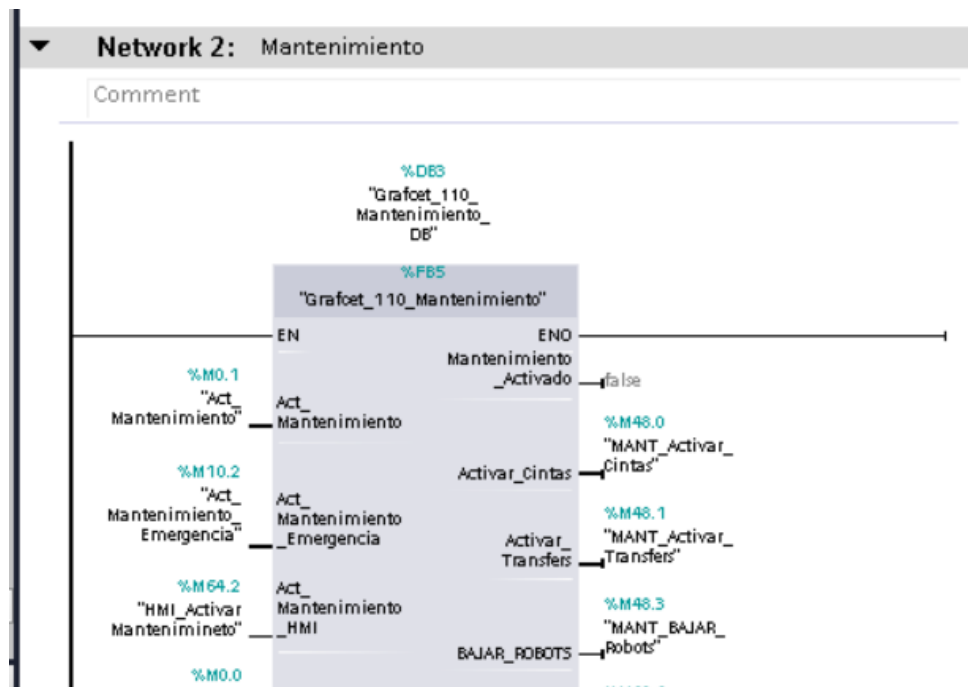 Network 2: Mantenimiento
Comment
%DB3
"Grafcet_110_
Mantenimiento_
DB"
%FB5
"Grafcet_110_Mantenimiento"
EN
ENO
%M0.1
"Act_
Mantenimiento"
Act_
Mantenimiento
%M10.2
"Act_
Mantenimiento_
Emergencia"
Act_
Mantenimiento
_Emergencia
%M64.2
"HMI_Activar
Mantenimineto"
Act_
Mantenimiento
_HMI
%M0.0
Mantenimiento
_Activado
false
Activar_Cintas
%M48.0
"MANT_Activar_
Cintas"
Activar_
Transfers
%M48.1
"MANT_Activar_
Transfers"
BAJAR_ROBOTS
%M48.3
"MANT_BAJAR_
Robots"